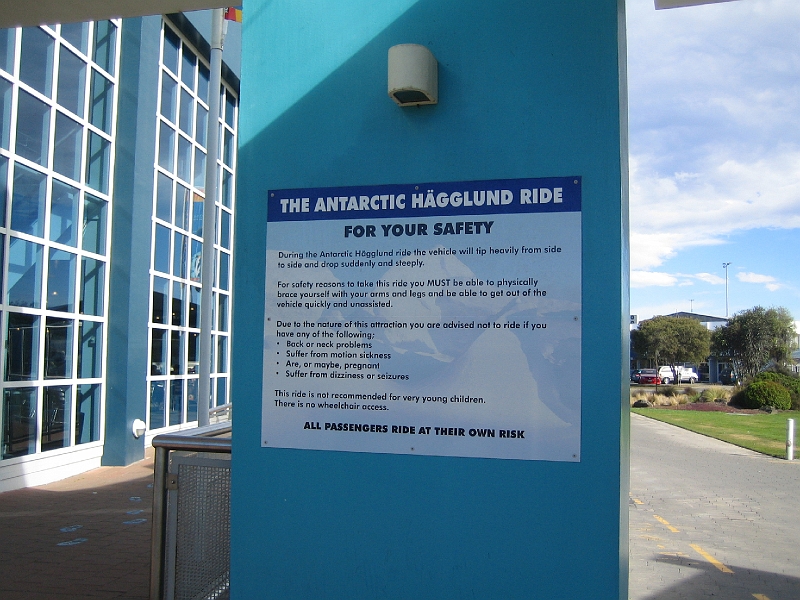 THE ANTARCTIC HÄGGLUND RIDE
FOR YOUR SAFETY
During the Antarctic Hägglund ride the vehicle will tip heavily from side
to side and drop suddenly and steeply.
For safety reasons to take this ride you MUST be able to physically
brace yourself with your arms and legs and be able to get out of the
vehicle quickly and unassisted.
Due to the nature of this attraction you are advised not to ride if you
have any of the following;
• Back or neck problems
• Suffer from motion sickness
• Are, or maybe, pregnant
• Suffer from dizziness or seizures
This ride is not recommended for very young children.
There is no wheelchair access.
ALL PASSENGERS RIDE AT THEIR OWN RISK